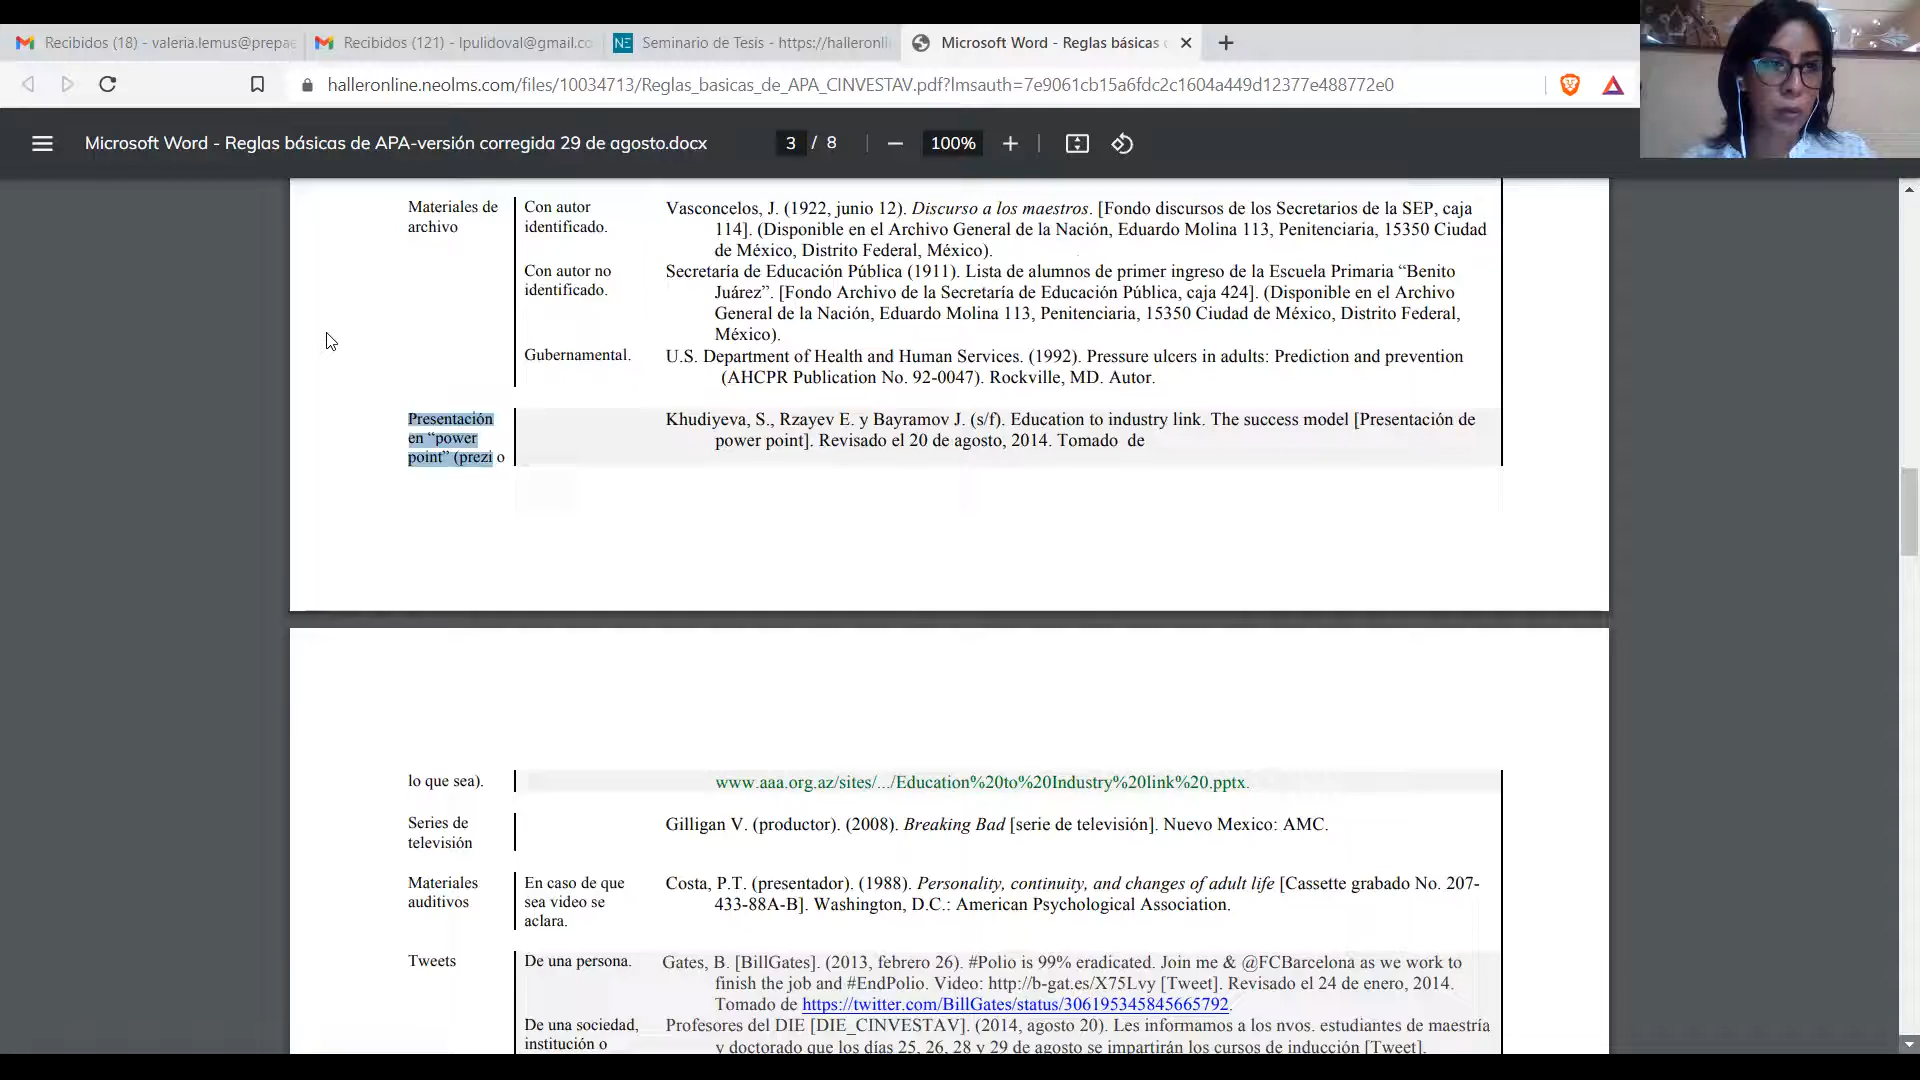 Recibidos (18) - valeria.lemus@prepae
Recibidos (121) - lpulidoval@gmail.co
NE Seminario de Tesis - https://halleronli
Microsoft Word - Reglas básicas
halleronline.neolms.com/files/10034713/Reglas_basicas_de_APA_CINVESTAV.pdf?lmsauth=7e9061cb15a6fdc2c1604a449d12377e488772e0
Microsoft Word - Reglas básicas de APA-versión corregida 29 de agosto.docx
3 / 8
100%
Materiales de archivo
Con autor identificado.
Vasconcelos, J. (1922, junio 12). Discurso a los maestros. [Fondo discursos de los Secretarios de la SEP, caja
114]. (Disponible en el Archivo General de la Nación, Eduardo Molina 113, Penitenciaria, 15350 Ciudad
de México, Distrito Federal, México).
Con autor no identificado.
Secretaría de Educación Pública (1911). Lista de alumnos de primer ingreso de la Escuela Primaria “Benito
Juárez”. [Fondo Archivo de la Secretaría de Educación Pública, caja 424]. (Disponible en el Archivo
General de la Nación, Eduardo Molina 113, Penitenciaria, 15350 Ciudad de México, Distrito Federal,
México).
Gubernamental.
U.S. Department of Health and Human Services. (1992). Pressure ulcers in adults: Prediction and prevention
(AHCPR Publication No. 92-0047). Rockville, MD. Autor.
Presentación
en “power
point” (prezi o
Khudiyeva, S., Rzayev E. y Bayramov J. (s/f). Education to industry link. The success model [Presentación de
power point]. Revisado el 20 de agosto, 2014. Tomado de
lo que sea).
www.aaa.org.az/sites/.../Education%20to%20Industry%20link%20.pptx.
Series de
televisión
Gilligan V. (productor). (2008). Breaking Bad [serie de televisión]. Nuevo Mexico: AMC.
Materiales
auditivos
En caso de que
sea video se
aclara.
Costa, P.T. (presentador). (1988). Personality, continuity, and changes of adult life [Cassette grabado No. 207-
433-88A-B]. Washington, D.C.: American Psychological Association.
Tweets
De una persona.
Gates, B. [BillGates]. (2013, febrero 26). #Polio is 99% eradicated. Join me & @FCBarcelona as we work to
finish the job and #EndPolio. Video: http://b-gat.es/X75Lvy [Tweet]. Revisado el 24 de enero, 2014.
Tomado de https://twitter.com/BillGates/status/306195345845665792.
De una sociedad,
institución o
Profesores del DIE [DIE_CINVESTAV]. (2014, agosto 20). Les informamos a los nvos. estudiantes de maestría
y doctorado que los días 25, 26, 28 y 29 de agosto se impartirán los cursos de inducción [Tweet].